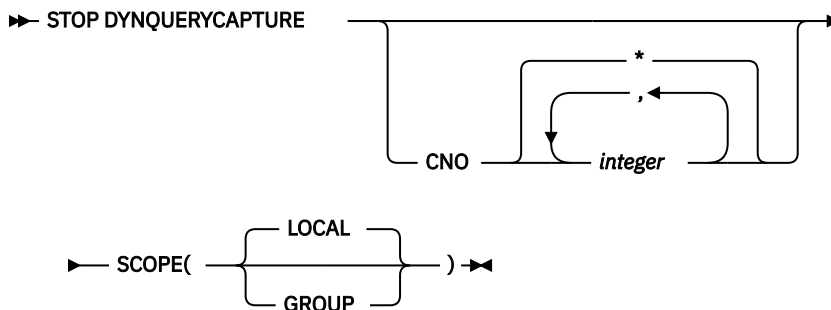 STOP DYNQUERYCAPTURE
*
,
CNO integer
LOCAL
SCOPE( )
GROUP